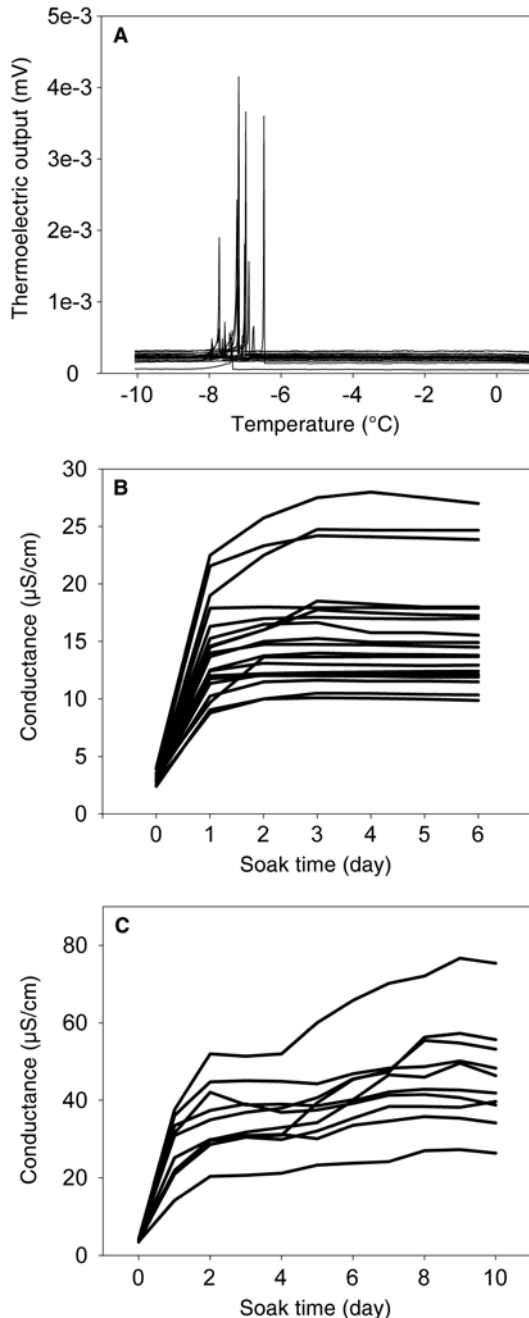 A
5e-3
4e-3
3e-3
2e-3
1e-3
0
Thermoelectric output (mV)
-10 -8 -6 -4 -2 0
Temperature (°C)
B
30
25
20
15
10
5
0
Conductance (µS/cm)
0 1 2 3 4 5 6
Soak time (day)
C
80
60
40
20
0
Conductance (µS/cm)
0 2 4 6 8 10
Soak time (day)